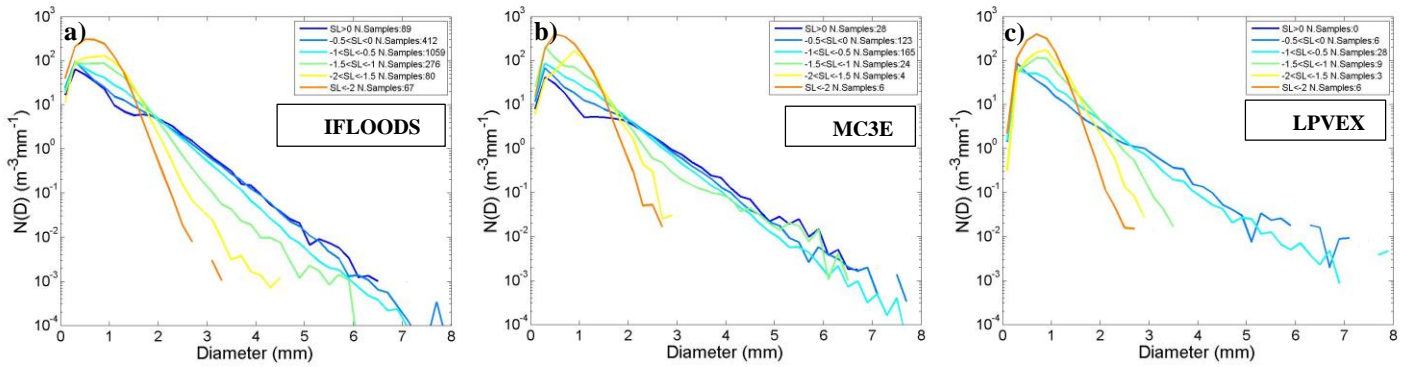 a)
SL>0 N.Samples:89
-0.5<SL<0 N.Samples:412
-1<SL<-0.5 N.Samples:1059
-1.5<SL<-1 N.Samples:276
-2<SL<-1.5 N.Samples:80
SL<-2 N.Samples:67
IFLOODS
N(D) (m⁻³mm⁻¹)
10³
10²
10¹
10⁰
10⁻¹
10⁻²
10⁻³
10⁻⁴
0 1 2 3 4 5 6 7 8
Diameter (mm)
b)
SL>0 N.Samples:28
-0.5<SL<0 N.Samples:123
-1<SL<-0.5 N.Samples:165
-1.5<SL<-1 N.Samples:24
-2<SL<-1.5 N.Samples:4
SL<-2 N.Samples:6
MC3E
N(D) (m⁻³mm⁻¹)
10³
10²
10¹
10⁰
10⁻¹
10⁻²
10⁻³
10⁻⁴
0 1 2 3 4 5 6 7 8
Diameter (mm)
c)
SL>0 N.Samples:0
-0.5<SL<0 N.Samples:6
-1<SL<-0.5 N.Samples:28
-1.5<SL<-1 N.Samples:9
-2<SL<-1.5 N.Samples:3
SL<-2 N.Samples:6
LPVEX
N(D) (m⁻³mm⁻¹)
10³
10²
10¹
10⁰
10⁻¹
10⁻²
10⁻³
10⁻⁴
0 1 2 3 4 5 6 7 8
Diameter (mm)